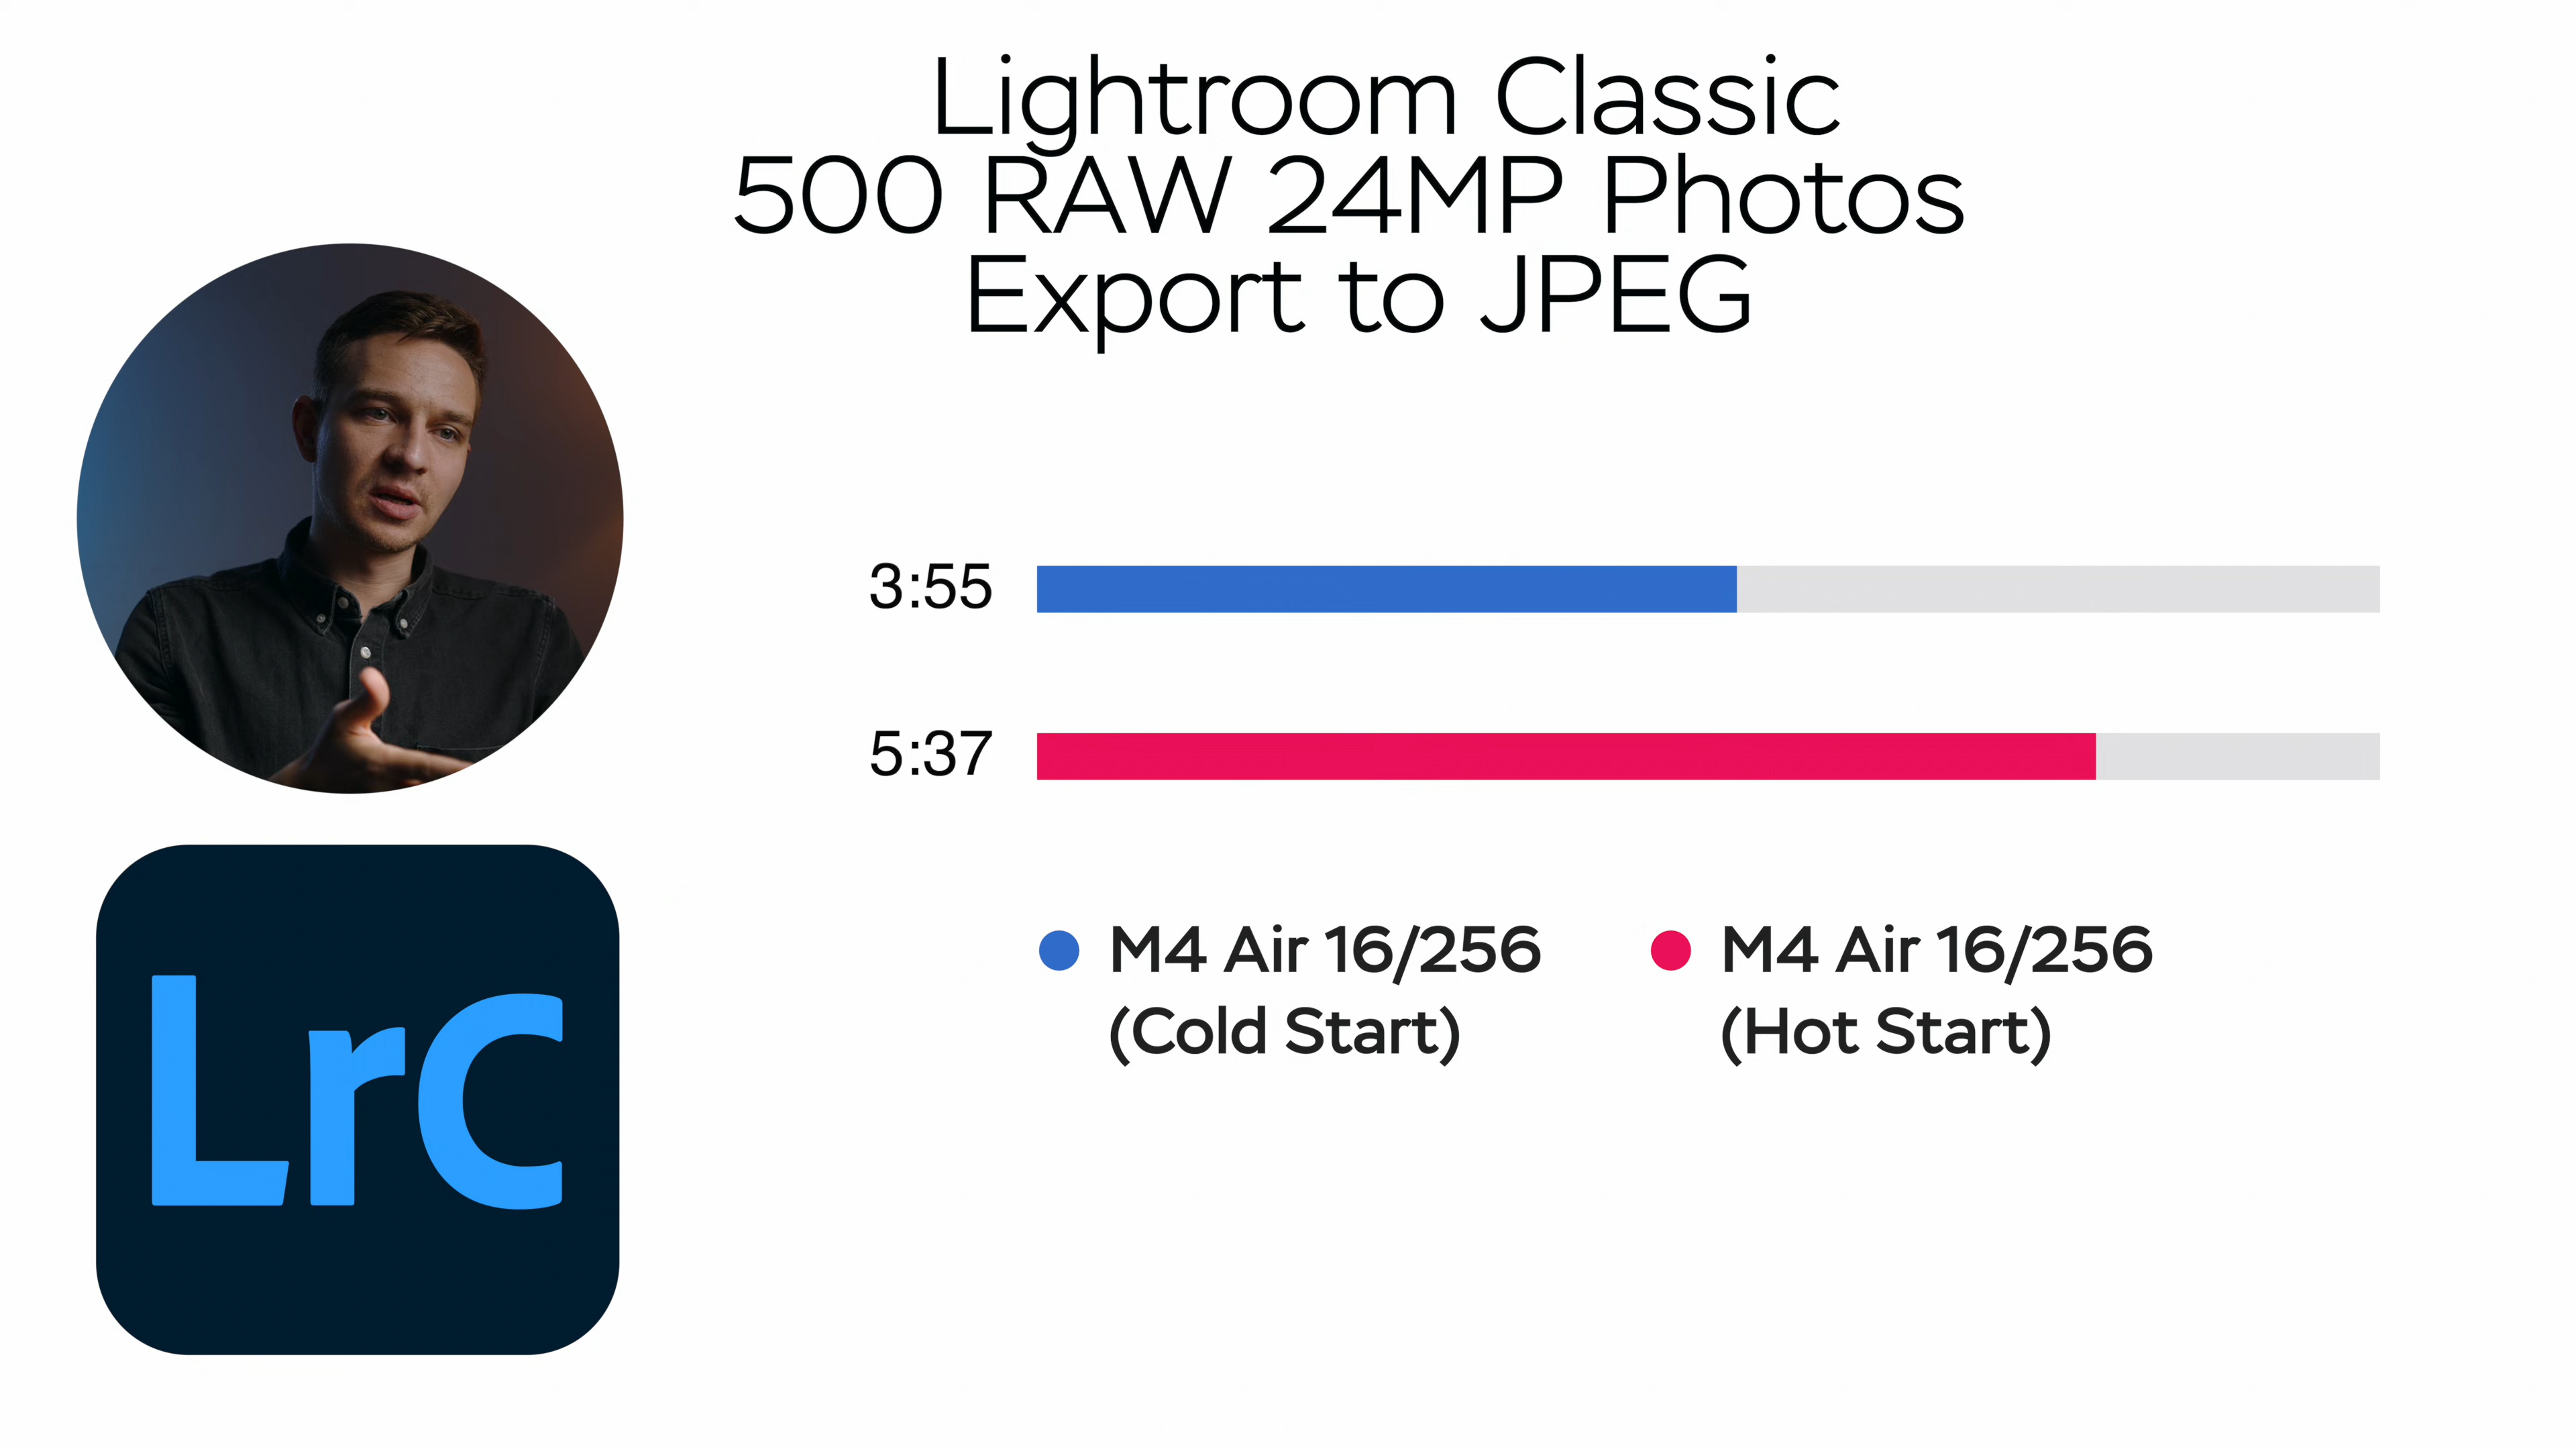 Lightroom Classic
500 RAW 24MP Photos
Export to JPEG
3:55
5:37
M4 Air 16/256
(Cold Start)
M4 Air 16/256
(Hot Start)
LrC